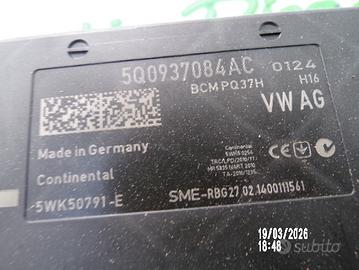 5Q0937084AC 0124
BCM PQ37H H16
VW AG
Made in Germany
Continental
5WK50791-E
SME-RBG27.02.1400111561
19/03/2026
18:48
subito